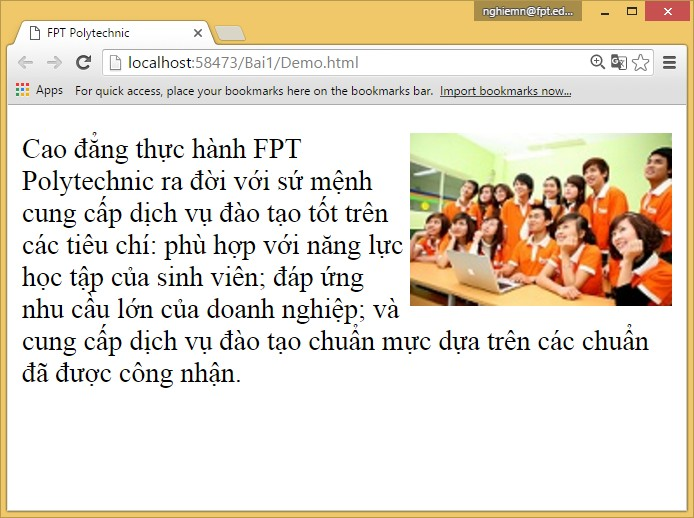 nghiemn@fpt.ed...
FPT Polytechnic
localhost:58473/Bai1/Demo.html
Apps For quick access, place your bookmarks here on the bookmarks bar. Import bookmarks now...
Cao đẳng thực hành FPT
Polytechnic ra đời với sứ mệnh
cung cấp dịch vụ đào tạo tốt trên
các tiêu chí: phù hợp với năng lực
học tập của sinh viên; đáp ứng
nhu cầu lớn của doanh nghiệp; và
cung cấp dịch vụ đào tạo chuẩn mực dựa trên các chuẩn
đã được công nhận.